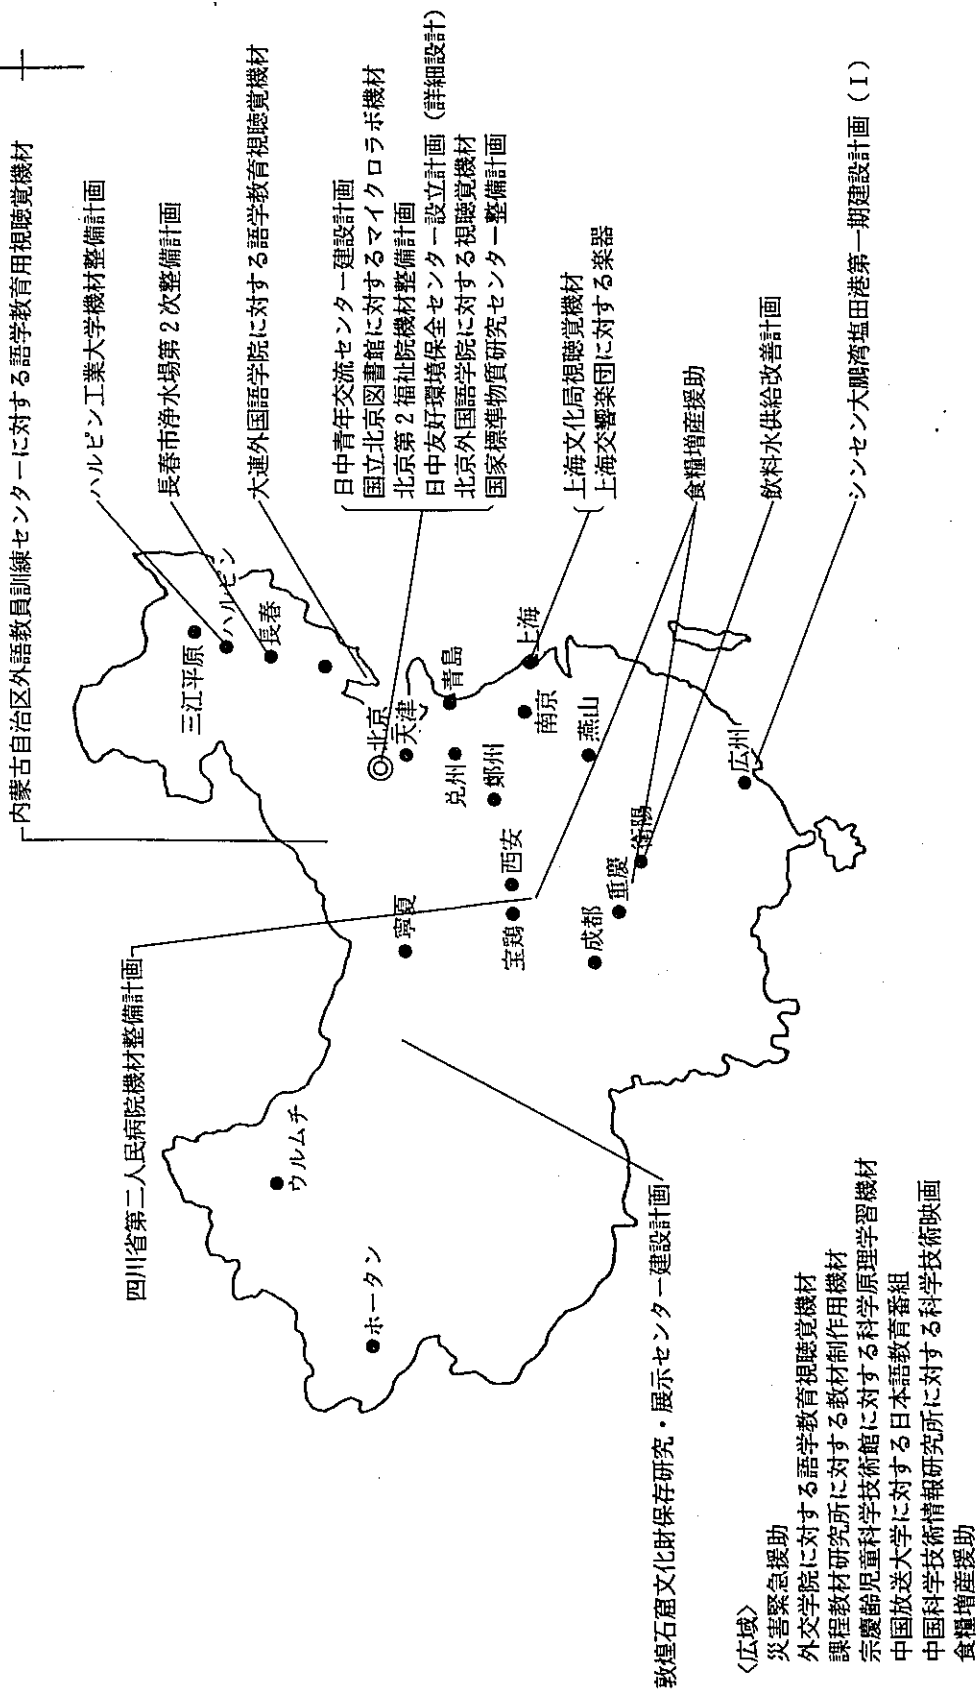 内蒙古自治区外語教員訓練センターに対する語学教育用視聴覚機材
ハルピン工業大学機材整備計画
長春市浄水場第2次整備計画
大連外国語学院に対する語学教育視聴覚機材
日中青年交流センター建設計画
国立北京図書館に対するマイクロラボ機材
北京第2福祉院機材整備計画
日中友好環境保全センター設立計画(詳細設計)
北京外国語学院に対する視聴覚機材
国家標準物質研究センター整備計画
上海文化局視聴覚機材
上海交響楽団に対する楽器
食糧増産援助
飲料水供給改善計画
シンセン大鵬湾塩田港第一期建設計画(I)
四川省第二人民病院機材整備計画
敦煌石窟文化財保存研究・展示センター建設計画
三江平原
ハルピン
長春
北京
天津
青島
兗州
鄭州
上海
南京
燕山
西安
宝鶏
寧夏
成都
重慶
衡陽
広州
ウルムチ
ホータン
〈広域〉
災害緊急援助
外交学院に対する語学教育視聴覚機材
課程教材研究所に対する教材制作用機材
宗慶齢児童科学技術館に対する科学原理学習機材
中国放送大学に対する日本語教育番組
中国科学技術情報研究所に対する科学技術映画
食糧増産援助